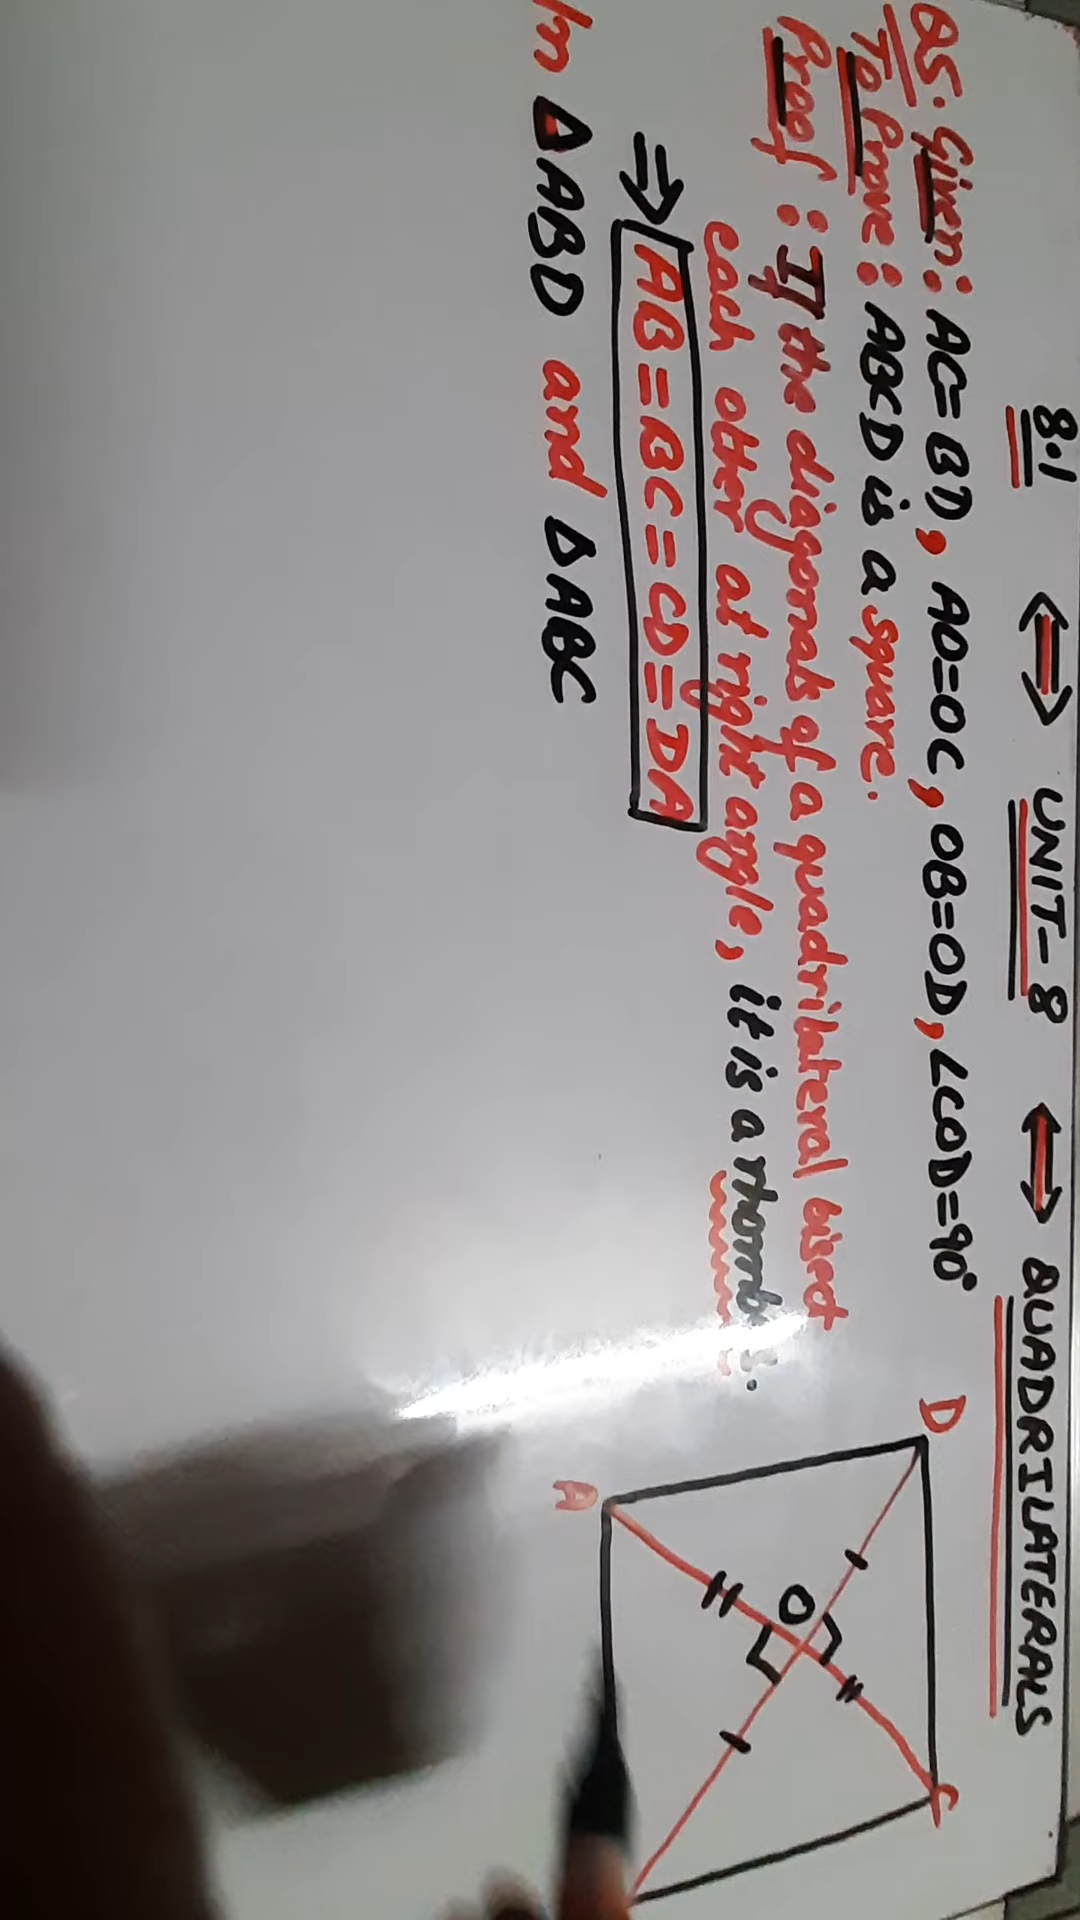 8.1 ⟺ UNIT-8 ⟺ QUADRILATERALS
Q5. Given: AC=BD, AO=OC, OB=OD, ∠COD=90°
To Prove: ABCD is a square.
Proof: If the diagonals of a quadrilateral bisect
each other at right angle, it is a
⇒ AB=BC=CD=DA
In ΔABD and ΔABC
D
C
O
A